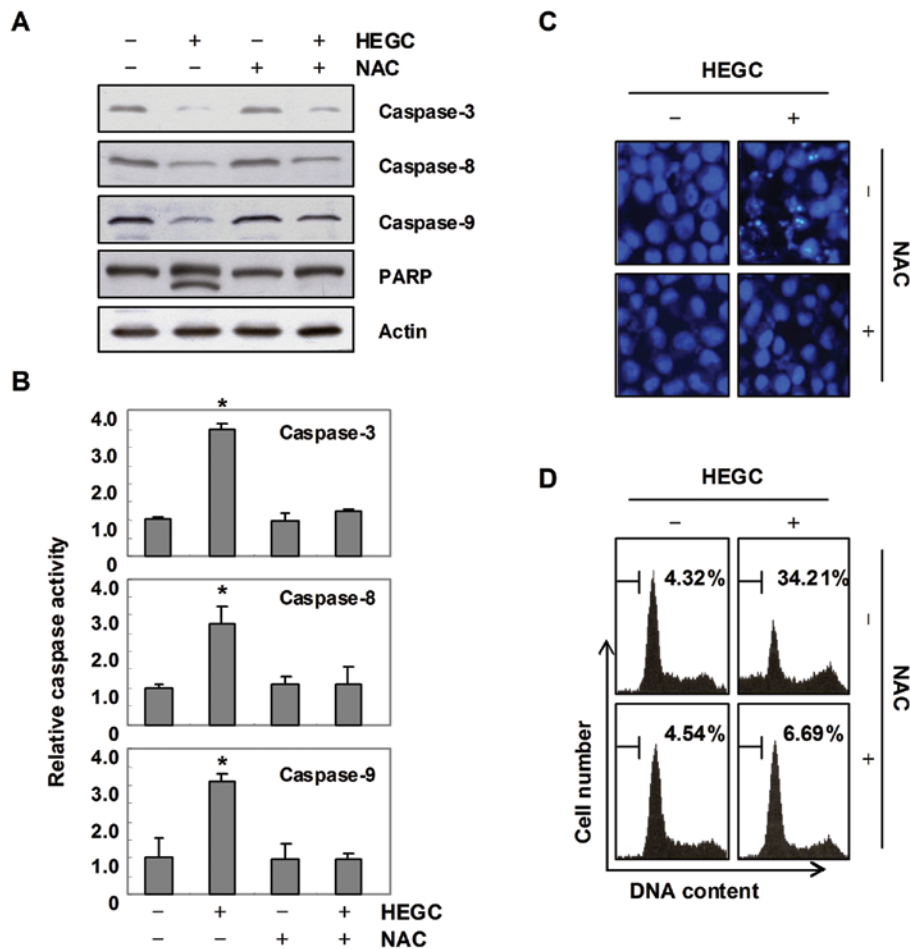 A
− + − + HEGC
− − + + NAC
Caspase-3
Caspase-8
Caspase-9
PARP
Actin
B
Relative caspase activity
4.0
3.0
2.0
1.0
0
*
Caspase-3
4.0
3.0
2.0
1.0
0
*
Caspase-8
4.0
3.0
2.0
1.0
0
*
Caspase-9
− + − + HEGC
− − + + NAC
C
HEGC
− +
−
NAC
+
D
HEGC
− +
4.32% 34.21%
−
NAC
4.54% 6.69%
+
Cell number
DNA content